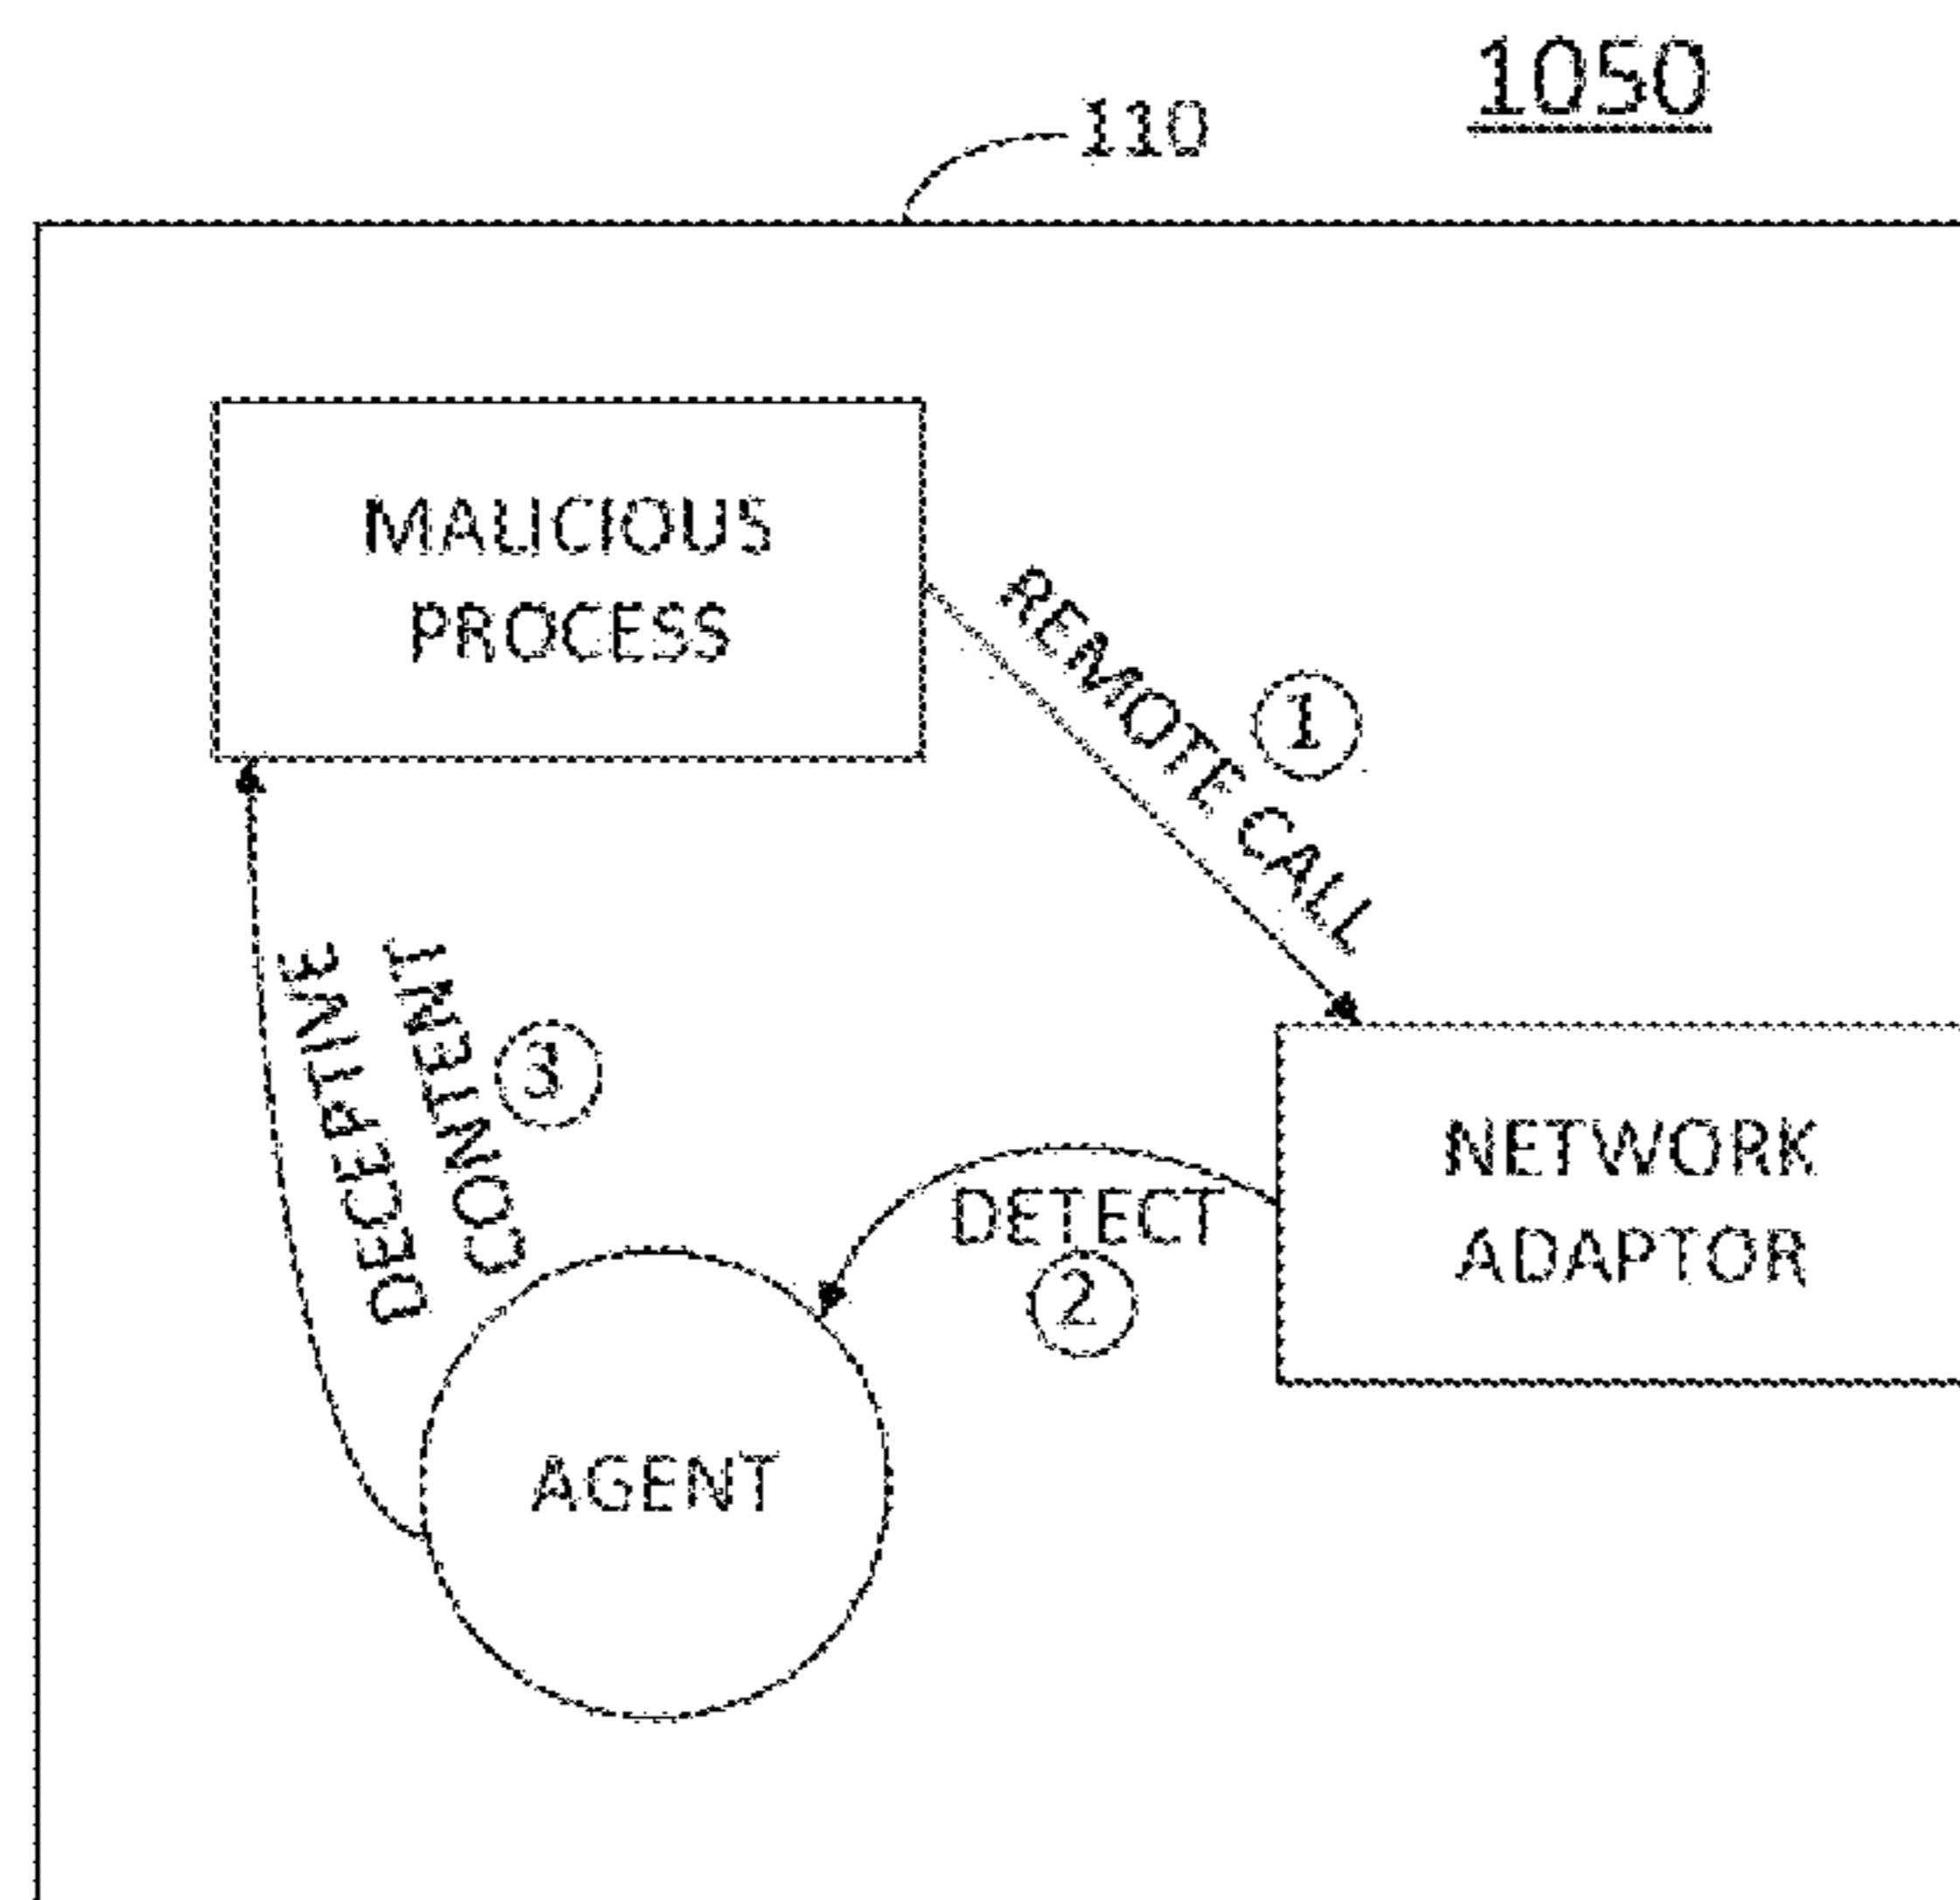 1050
110
MALICIOUS
PROCESS
REMOTE CALL
1
DECEPTIVE
CONTENT
3
DETECT
2
NETWORK
ADAPTOR
AGENT